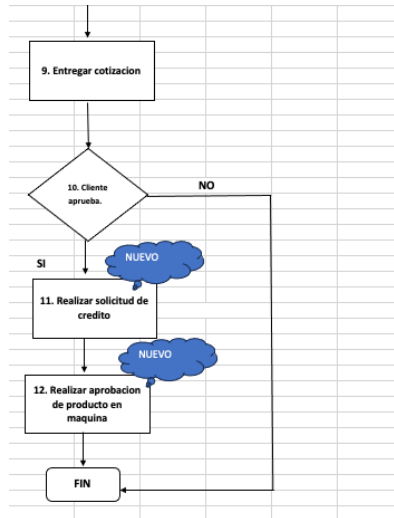 9. Entregar cotizacion
10. Cliente
aprueba.
NO
SI
NUEVO
11. Realizar solicitud de
credito
NUEVO
12. Realizar aprobacion
de producto en
maquina
FIN